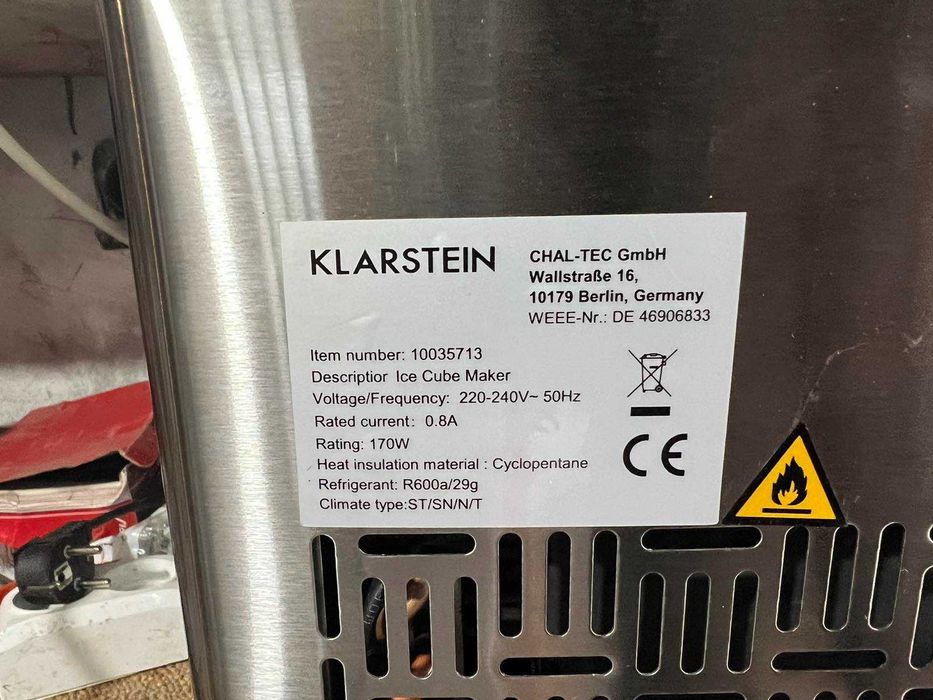 KLARSTEIN
CHAL-TEC GmbH
Wallstraße 16,
10179 Berlin, Germany
WEEE-Nr.: DE 46906833
Item number: 10035713
Descriptior Ice Cube Maker
Voltage/Frequency: 220-240V~ 50Hz
Rated current: 0.8A
Rating: 170W
Heat insulation material : Cyclopentane
Refrigerant: R600a/29g
Climate type:ST/SN/N/T
CE